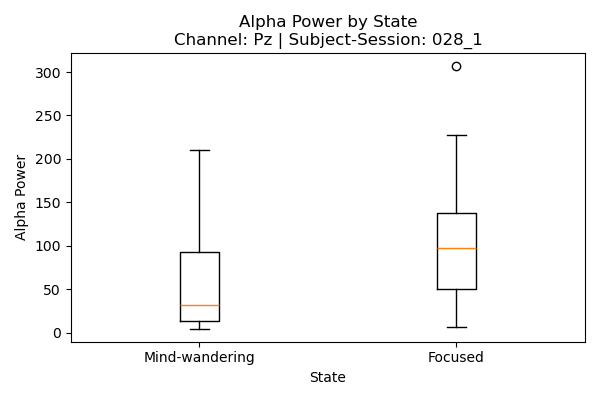 Alpha Power by State
Channel: Pz | Subject-Session: 028_1
300
250
200
150
100
50
0
Alpha Power
Mind-wandering
Focused
State